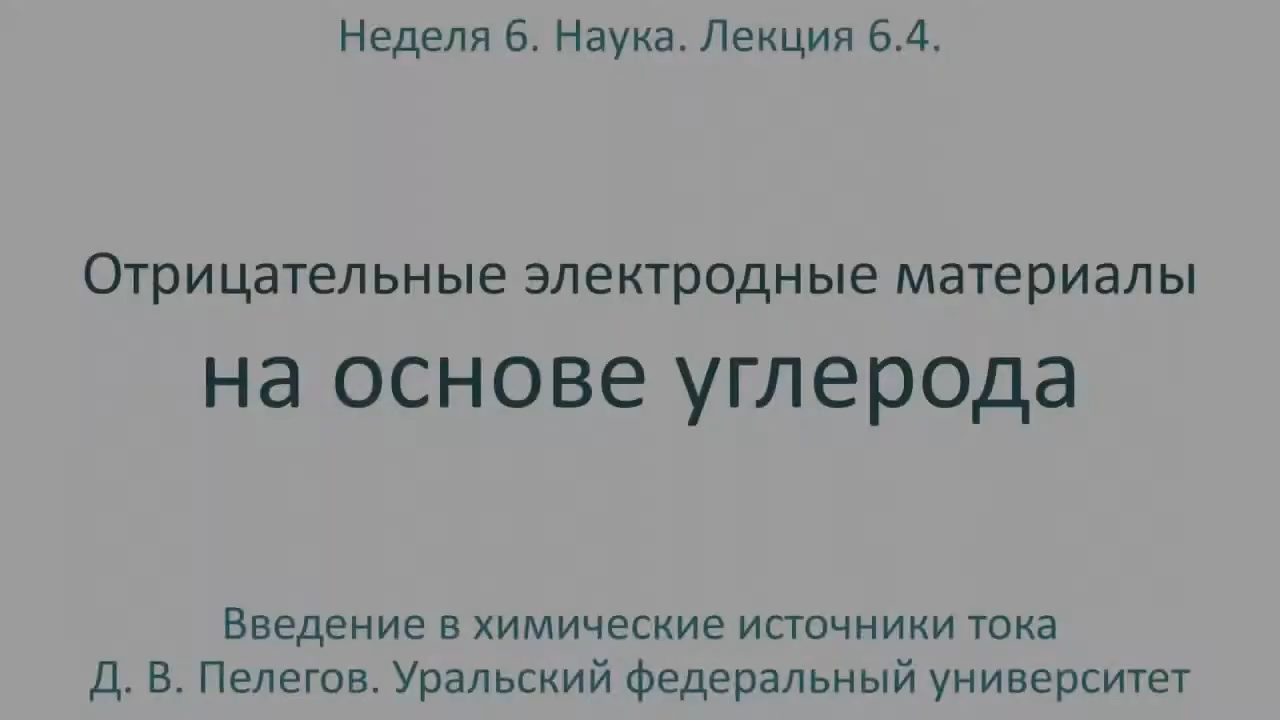 Неделя 6. Наука. Лекция 6.4.
Отрицательные электродные материалы
на основе углерода
Введение в химические источники тока
Д. В. Пелегов. Уральский федеральный университет